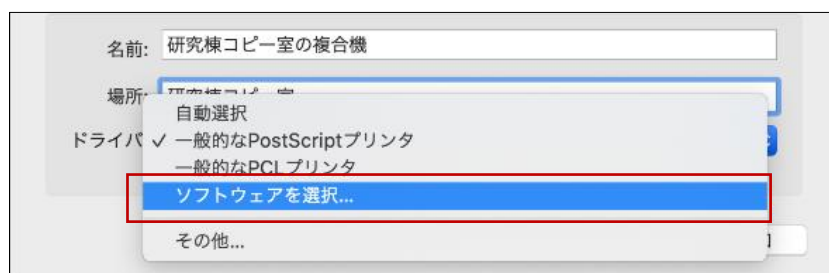 名前: 研究棟コピー室の複合機
場所:
自動選択
ドライバ ✓ 一般的なPostScriptプリンタ
一般的なPCLプリンタ
ソフトウェアを選択...
その他...